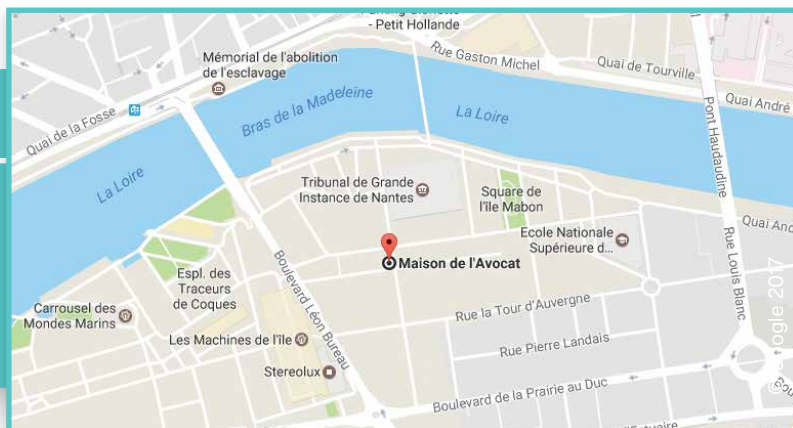 - Petit Hollande
Rue Gaston Michel
Mémorial de l'abolition
de l'esclavage
Quai de Tourville
Quai de la Fosse
Bras de la Madeleine
La Loire
Quai André
Pont Haudaudine
La Loire
Tribunal de Grande
Instance de Nantes
Square de
l'île Mabon
Ecole Nationale
Supérieure d...
Quai And
Maison de l'Avocat
Espl. des
Traceurs
de Coques
Boulevard Léon Bureau
Rue Louis Blanc
Carrousel des
Mondes Marins
Rue la Tour d'Auvergne
Les Machines de l'île
Rue Pierre Landais
Stereolux
Boulevard de la Prairie au Duc
©Google 2017